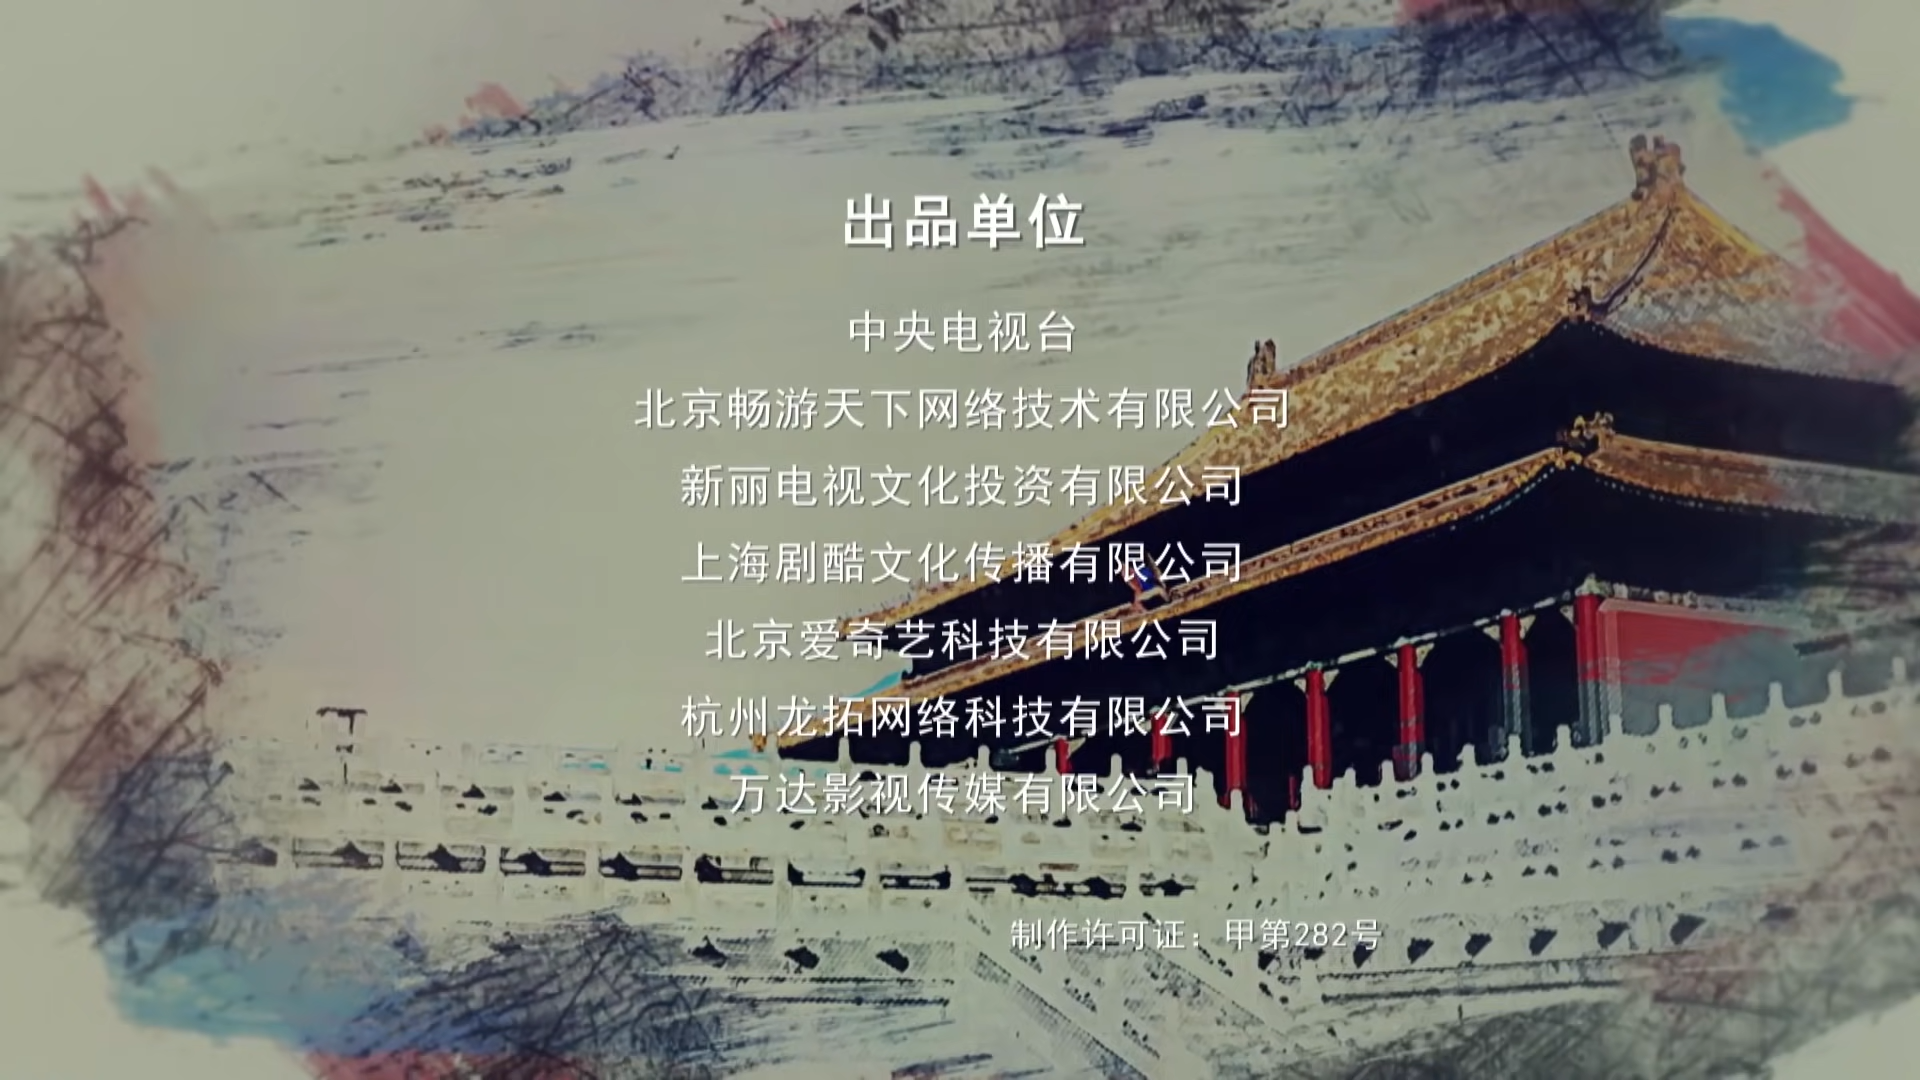 出品单位
中央电视台
北京畅游天下网络技术有限公司
新丽电视文化投资有限公司
上海剧酷文化传播有限公司
北京爱奇艺科技有限公司
杭州龙拓网络科技有限公司
万达影视传媒有限公司
制作许可证：甲第282号